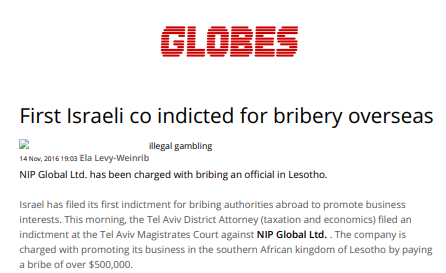 GLOBES
First Israeli co indicted for bribery overseas
illegal gambling
14 Nov, 2016 19:03 Ela Levy-Weinrib
NIP Global Ltd. has been charged with bribing an official in Lesotho.
Israel has filed its first indictment for bribing authorities abroad to promote business
interests. This morning, the Tel Aviv District Attorney (taxation and economics) filed an
indictment at the Tel Aviv Magistrates Court against NIP Global Ltd. . The company is
charged with promoting its business in the southern African kingdom of Lesotho by paying
a bribe of over $500,000.